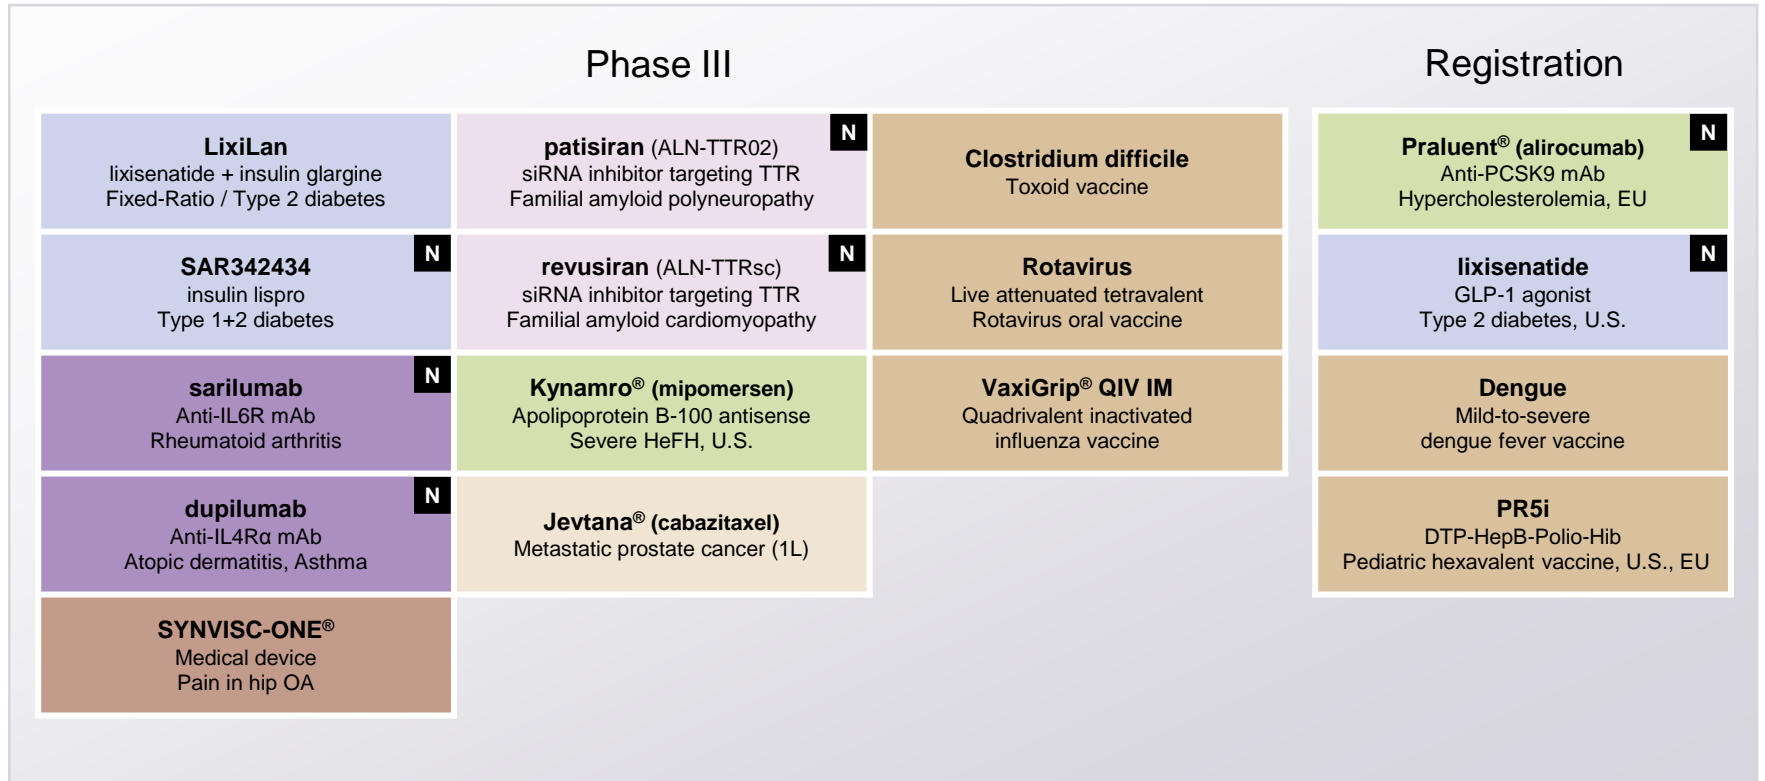 Phase III
Registration
LixiLan
lixisenatide + insulin glargine
Fixed-Ratio / Type 2 diabetes
N
SAR342434
insulin lispro
Type 1+2 diabetes
N
sarilumab
Anti-IL6R mAb
Rheumatoid arthritis
N
dupilumab
Anti-IL4Rα mAb
Atopic dermatitis, Asthma
SYNVISC-ONE®
Medical device
Pain in hip OA
N
patisiran (ALN-TTR02)
siRNA inhibitor targeting TTR
Familial amyloid polyneuropathy
N
revusiran (ALN-TTRsc)
siRNA inhibitor targeting TTR
Familial amyloid cardiomyopathy
Kynamro® (mipomersen)
Apolipoprotein B-100 antisense
Severe HeFH, U.S.
Jevtana® (cabazitaxel)
Metastatic prostate cancer (1L)
Clostridium difficile
Toxoid vaccine
Rotavirus
Live attenuated tetravalent
Rotavirus oral vaccine
VaxiGrip® QIV IM
Quadrivalent inactivated
influenza vaccine
N
Praluent® (alirocumab)
Anti-PCSK9 mAb
Hypercholesterolemia, EU
N
lixisenatide
GLP-1 agonist
Type 2 diabetes, U.S.
Dengue
Mild-to-severe
dengue fever vaccine
PR5i
DTP-HepB-Polio-Hib
Pediatric hexavalent vaccine, U.S., EU